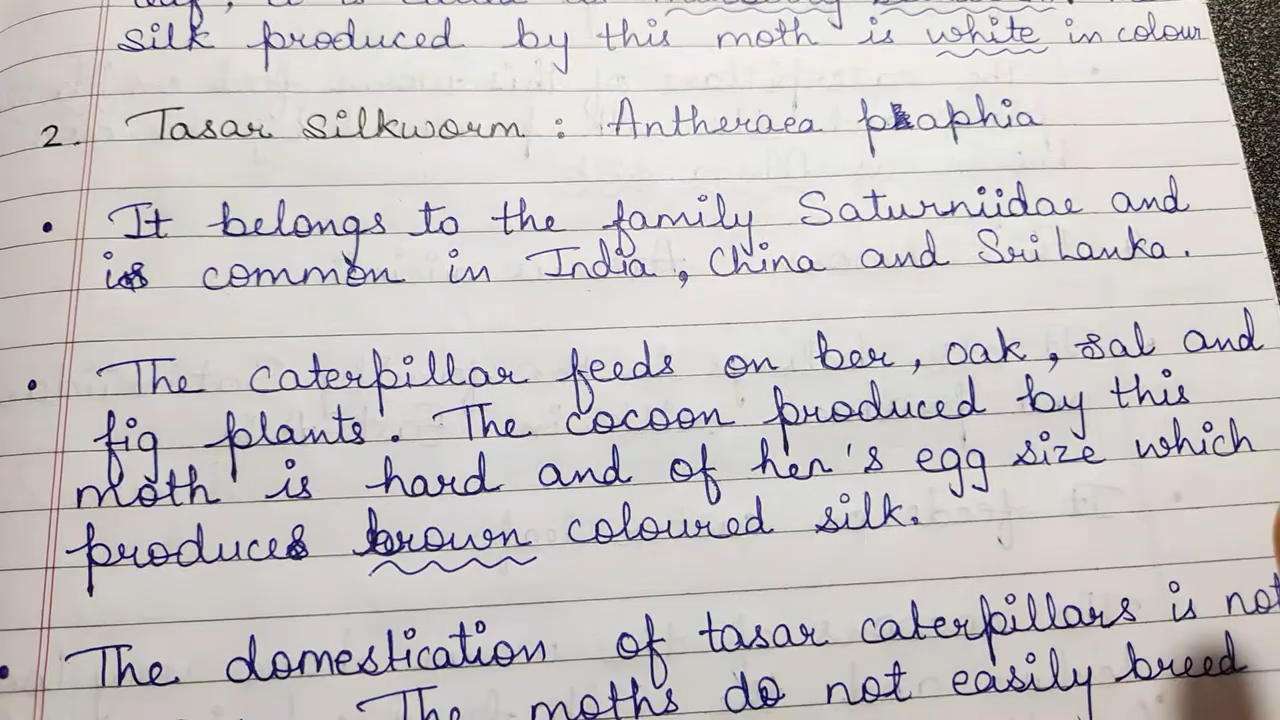 silk produced by this moth is white in colour
2. Tasar Silkworm : Antheraea paphia
• It belongs to the family Saturniidae and
is common in India, China and Sri Lanka.
• The caterpillar feeds on ber, oak, sal and
fig plants. The cocoon produced by this
moth is hard and of hen's egg size which
produces brown coloured silk.
• The domestication of tasar caterpillars is not
The moths do not easily breed